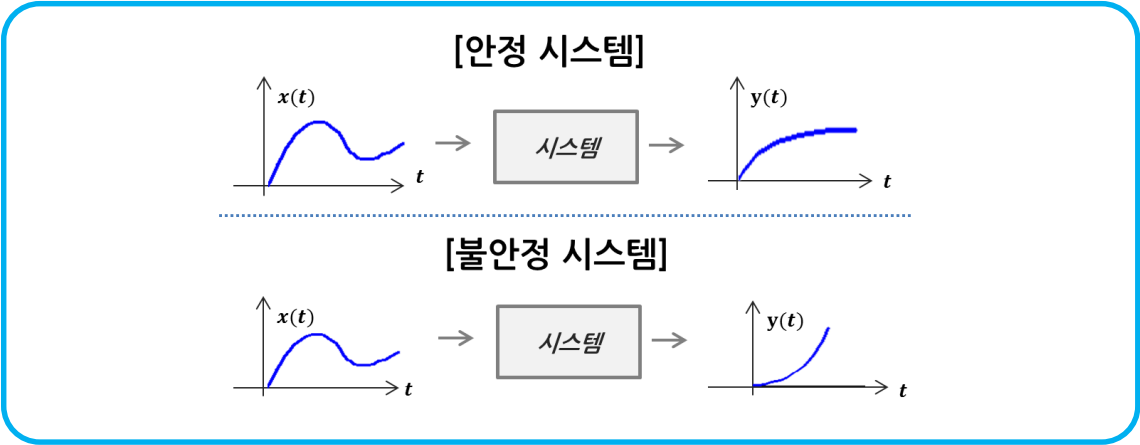 [안정 시스템]
x(t)
시스템
y(t)
t
t
[불안정 시스템]
x(t)
시스템
y(t)
t
t